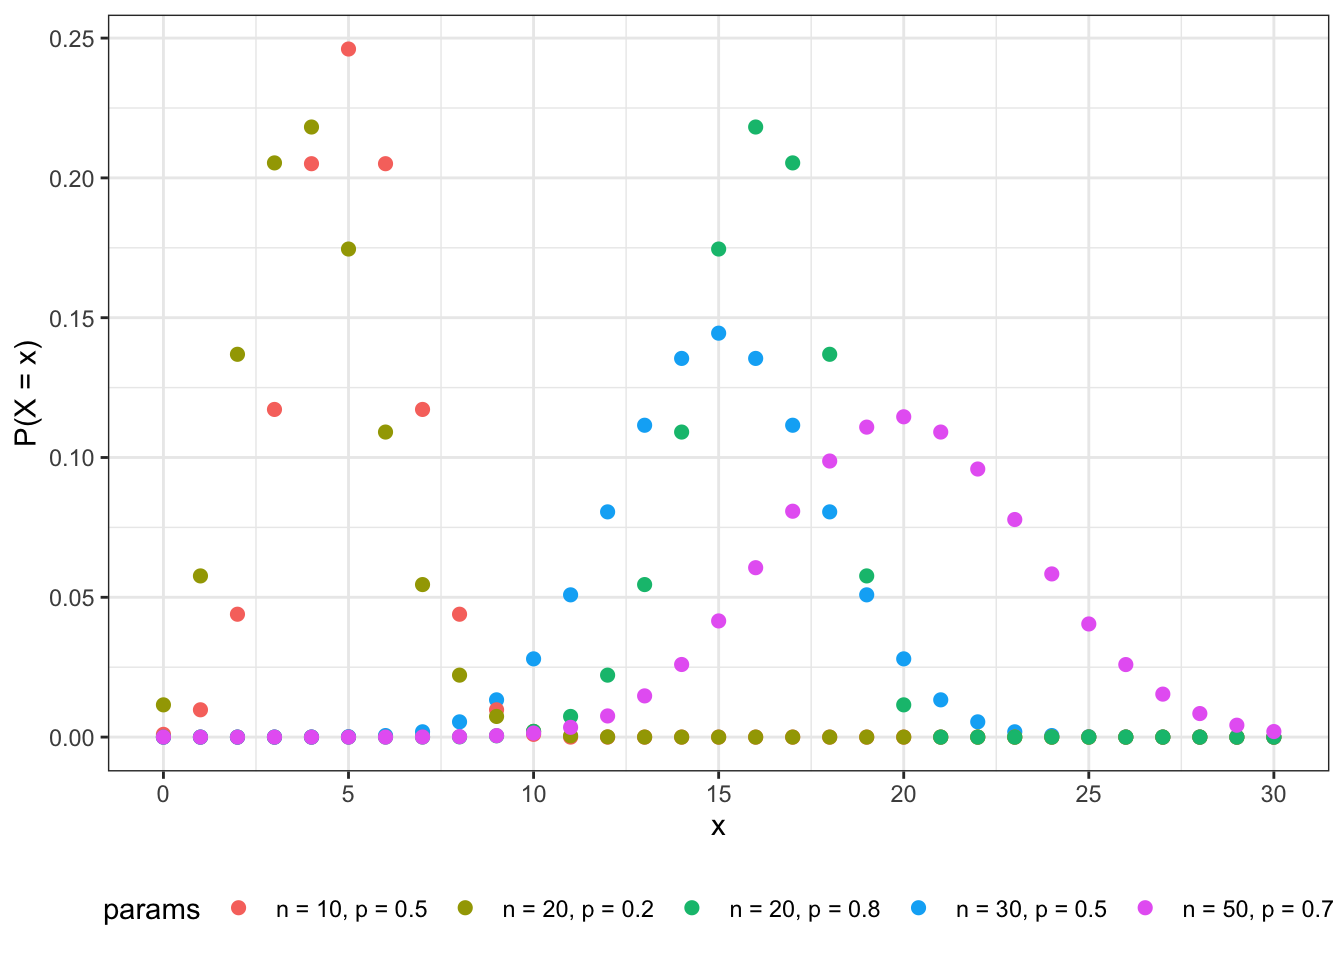 0.25
0.20
0.15
0.10
0.05
0.00
P(X = x)
0 5 10 15 20 25 30
x
params n = 10, p = 0.5 n = 20, p = 0.2 n = 20, p = 0.8 n = 30, p = 0.5 n = 50, p = 0.7